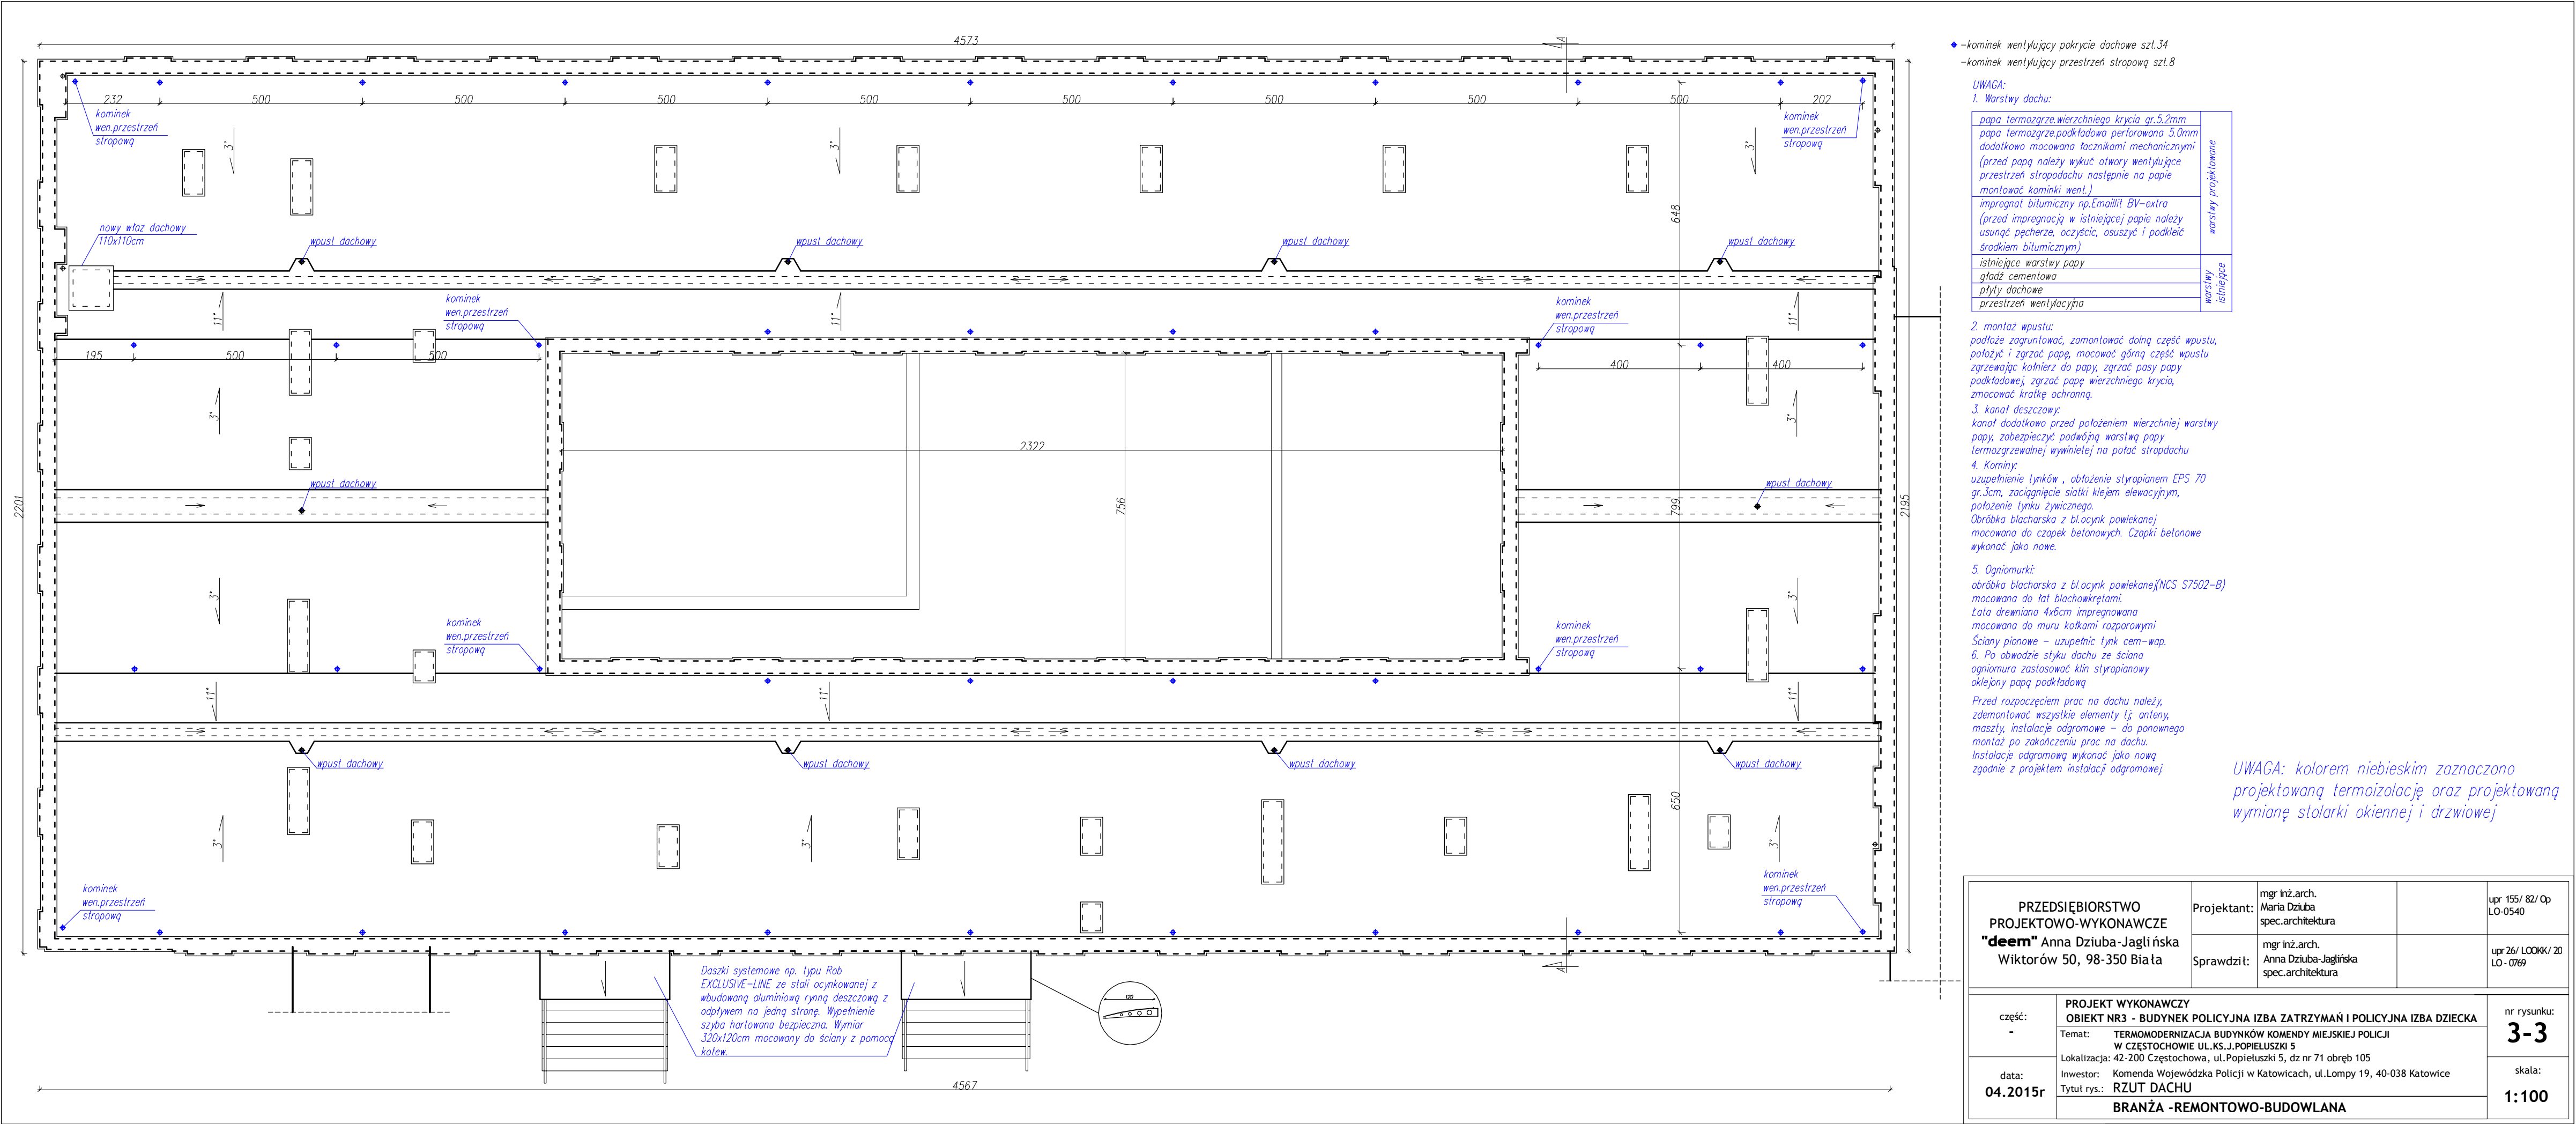 4573
A
232
500
500
500
500
500
500
500
500
202
kominek
wen.przestrzeń
stropową
kominek
wen.przestrzeń
stropową
3°
3°
3°
648
nowy właz dachowy
110x110cm
wpust dachowy
wpust dachowy
wpust dachowy
wpust dachowy
11°
11°
11°
kominek
wen.przestrzeń
stropową
kominek
wen.przestrzeń
stropową
195
500
500
400
400
3°
3°
2322
756
799
2201
2195
wpust dachowy
wpust dachowy
3°
3°
kominek
wen.przestrzeń
stropową
kominek
wen.przestrzeń
stropową
11°
11°
11°
wpust dachowy
wpust dachowy
wpust dachowy
wpust dachowy
650
3°
3°
3°
kominek
wen.przestrzeń
stropową
kominek
wen.przestrzeń
stropową
A
Daszki systemowe np. typu Rob
EXCLUSIVE-LINE ze stali ocynkowanej z
wbudowaną aluminiową rynną deszczową z
odpływem na jedną stronę. Wypełnienie
szyba hartowana bezpieczna. Wymiar
320x120cm mocowany do ściany z pomocą
kotew.
120
4567
-kominek wentylujący pokrycie dachowe szt.34
-kominek wentylujący przestrzeń stropową szt.8
UWAGA:
1. Warstwy dachu:
papa termozgrze.wierzchniego krycia gr.5.2mm
papa termozgrze.podkładowa perforowana 5.0mm
dodatkowo mocowana łacznikami mechanicznymi
(przed papą należy wykuć otwory wentylujące
przestrzeń stropodachu następnie na papie
montować kominki went.)
impregnat bitumiczny np.Emaillit BV-extra
(przed impregnacją w istniejącej papie należy
usunąć pęcherze, oczyścic, osuszyć i podkleić
środkiem bitumicznym)
warstwy projektowane
istniejące warstwy papy
gładź cementowa
płyty dachowe
przestrzeń wentylacyjna
warstwy
istniejące
2. montaż wpustu:
podłoże zagruntować, zamontować dolną część wpustu,
położyć i zgrzać papę, mocować górną część wpustu
zgrzewając kołnierz do papy, zgrzać pasy papy
podkładowej, zgrzać papę wierzchniego krycia,
zmocować kratkę ochronną.
3. kanał deszczowy:
kanał dodatkowo przed położeniem wierzchniej warstwy
papy, zabezpieczyć podwójną warstwą papy
termozgrzewalnej wywinietej na połać stropdachu
4. Kominy:
uzupełnienie tynków , obłożenie styropianem EPS 70
gr.3cm, zaciągnięcie siatki klejem elewacyjnym,
położenie tynku żywicznego.
Obróbka blacharska z bl.ocynk powlekanej
mocowana do czapek betonowych. Czapki betonowe
wykonać jako nowe.
5. Ogniomurki:
obróbka blacharska z bl.ocynk powlekanej(NCS S7502-B)
mocowana do łat blachowkrętami.
Łata drewniana 4x6cm impregnowana
mocowana do muru kołkami rozporowymi
Ściany pionowe - uzupełnic tynk cem-wap.
6. Po obwodzie styku dachu ze ściana
ogniomura zastosować klin styropianowy
oklejony papą podkładową
Przed rozpoczęciem prac na dachu należy,
zdemontować wszystkie elementy tj; anteny,
maszty, instalacje odgromowe - do ponownego
montaż po zakończeniu prac na dachu.
Instalacje odgromową wykonać jako nową
zgodnie z projektem instalacji odgromowej.
UWAGA: kolorem niebieskim zaznaczono
projektowaną termoizolację oraz projektowaną
wymianę stolarki okiennej i drzwiowej
PRZEDSIĘBIORSTWO
PROJEKTOWO-WYKONAWCZE
"deem" Anna Dziuba-Jaglińska
Wiktorów 50, 98-350 Biała
Projektant:
mgr inż.arch.
Maria Dziuba
spec.architektura
upr 155/ 82/ Op
LO-0540
Sprawdził:
mgr inż.arch.
Anna Dziuba-Jaglińska
spec.architektura
upr 26/ LOOKK/ 20
LO - 0769
część:
-
PROJEKT WYKONAWCZY
OBIEKT NR3 - BUDYNEK POLICYJNA IZBA ZATRZYMAŃ I POLICYJNA IZBA DZIECKA
Temat: TERMOMODERNIZACJA BUDYNKÓW KOMENDY MIEJSKIEJ POLICJI
W CZĘSTOCHOWIE UL.KS.J.POPIEŁUSZKI 5
Lokalizacja: 42-200 Częstochowa, ul.Popiełuszki 5, dz nr 71 obręb 105
Inwestor: Komenda Wojewódzka Policji w Katowicach, ul.Lompy 19, 40-038 Katowice
Tytuł rys.: RZUT DACHU
BRANŻA -REMONTOWO-BUDOWLANA
data:
04.2015r
nr rysunku:
3-3
skala:
1:100